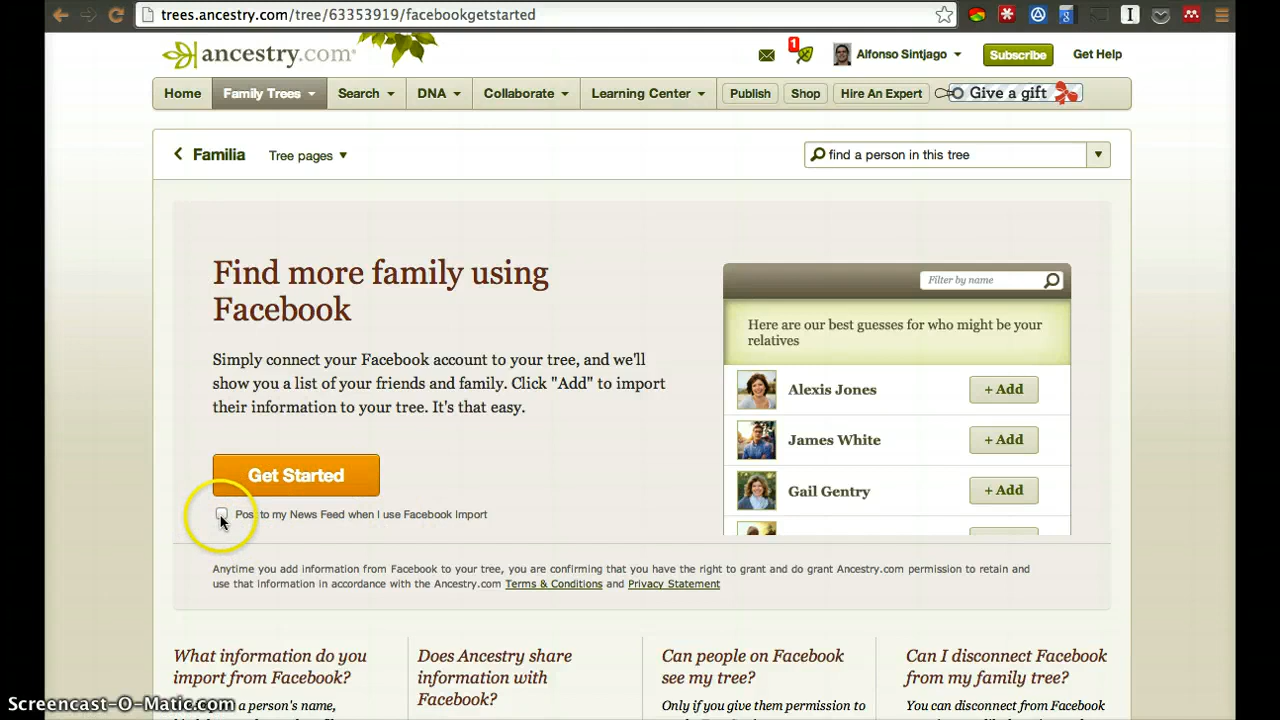 trees.ancestry.com/tree/63353919/facebookgetstarted
ancestry.com
1
Alfonso Sintjago
Subscribe
Get Help
Home
Family Trees
Search
DNA
Collaborate
Learning Center
Publish
Shop
Hire An Expert
Give a gift
Familia
Tree pages
find a person in this tree
Find more family using
Facebook
Simply connect your Facebook account to your tree, and we'll
show you a list of your friends and family. Click "Add" to import
their information to your tree. It's that easy.
Get Started
Post to my News Feed when I use Facebook Import
Filter by name
Here are our best guesses for who might be your
relatives
Alexis Jones
+ Add
James White
+ Add
Gail Gentry
+ Add
Anytime you add information from Facebook to your tree, you are confirming that you have the right to grant and do grant Ancestry.com permission to retain and
use that information in accordance with the Ancestry.com Terms & Conditions and Privacy Statement
What information do you
import from Facebook?
Does Ancestry share
information with
Facebook?
Can people on Facebook
see my tree?
Only if you give them permission to
Can I disconnect Facebook
from my family tree?
You can disconnect from Facebook
Screencast-O-Matic.com